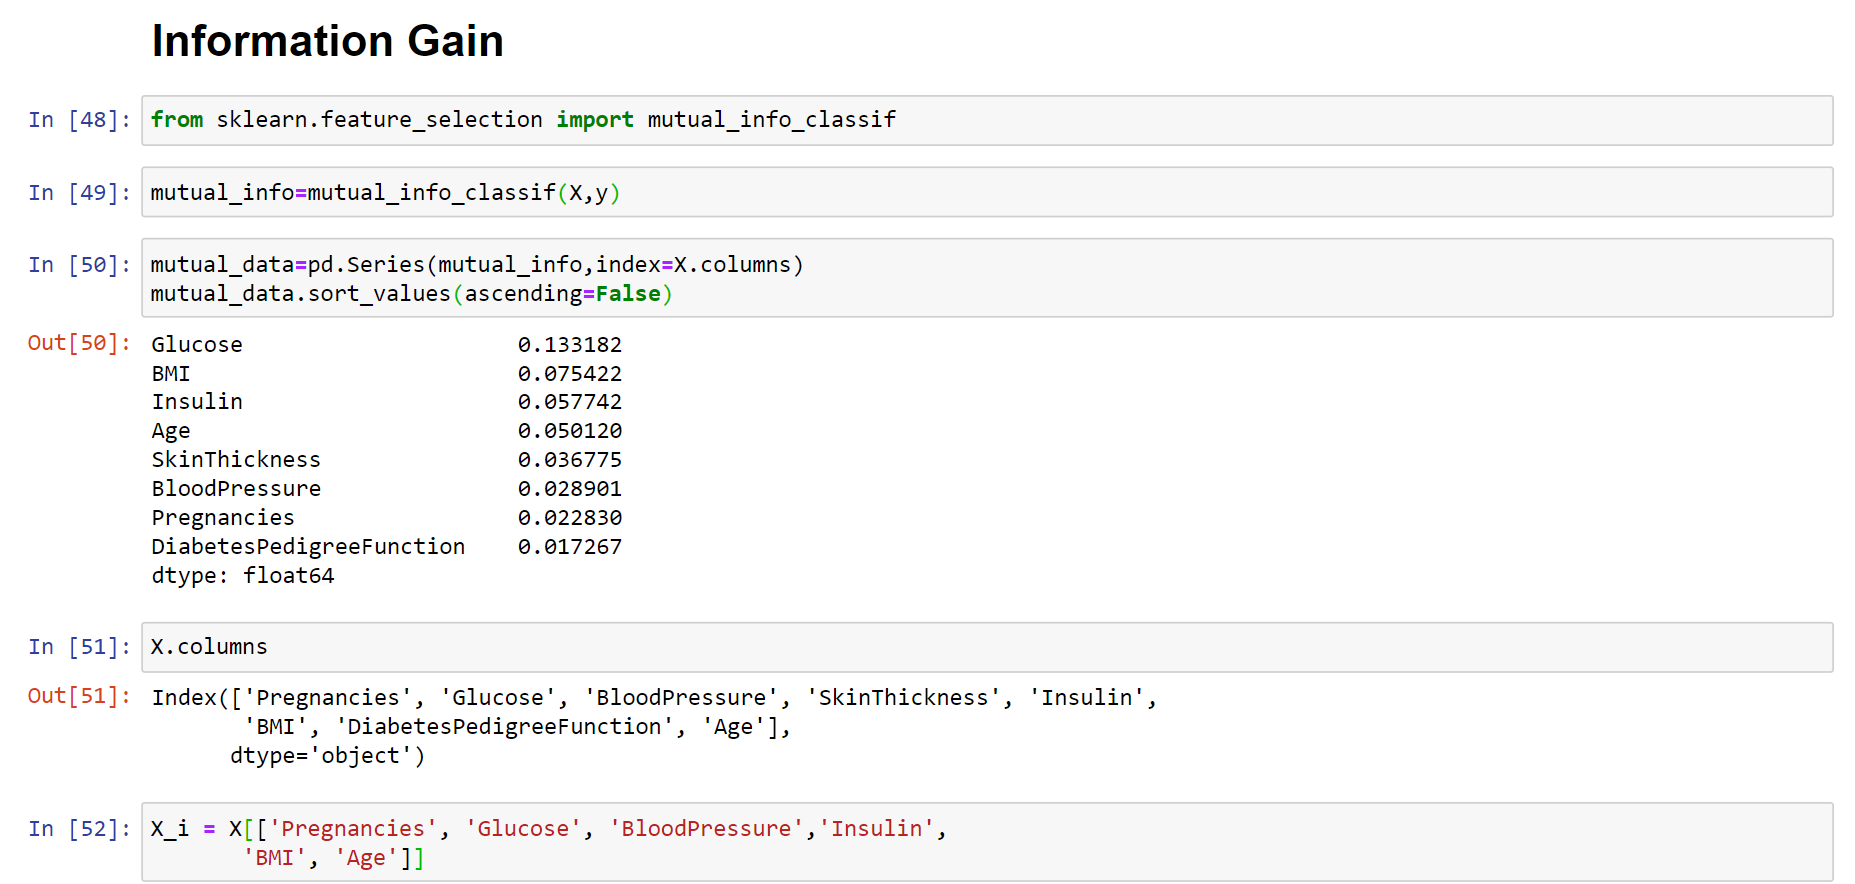 Information Gain
In [48]: from sklearn.feature_selection import mutual_info_classif
In [49]: mutual_info=mutual_info_classif(X,y)
In [50]: mutual_data=pd.Series(mutual_info,index=X.columns)
mutual_data.sort_values(ascending=False)
Out[50]: Glucose 0.133182
BMI 0.075422
Insulin 0.057742
Age 0.050120
SkinThickness 0.036775
BloodPressure 0.028901
Pregnancies 0.022830
DiabetesPedigreeFunction 0.017267
dtype: float64
In [51]: X.columns
Out[51]: Index(['Pregnancies', 'Glucose', 'BloodPressure', 'SkinThickness', 'Insulin',
'BMI', 'DiabetesPedigreeFunction', 'Age'],
dtype='object')
In [52]: X_i = X[['Pregnancies', 'Glucose', 'BloodPressure','Insulin',
'BMI', 'Age']]